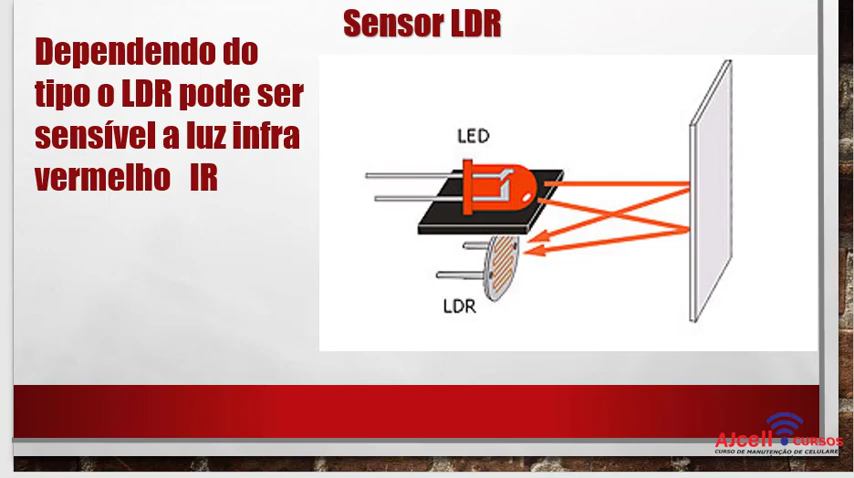 Sensor LDR
Dependendo do
tipo o LDR pode ser
sensível a luz infra
vermelho IR
LED
LDR
AJcell CURSOS
CURSO DE MANUTENÇÃO DE CELULARE